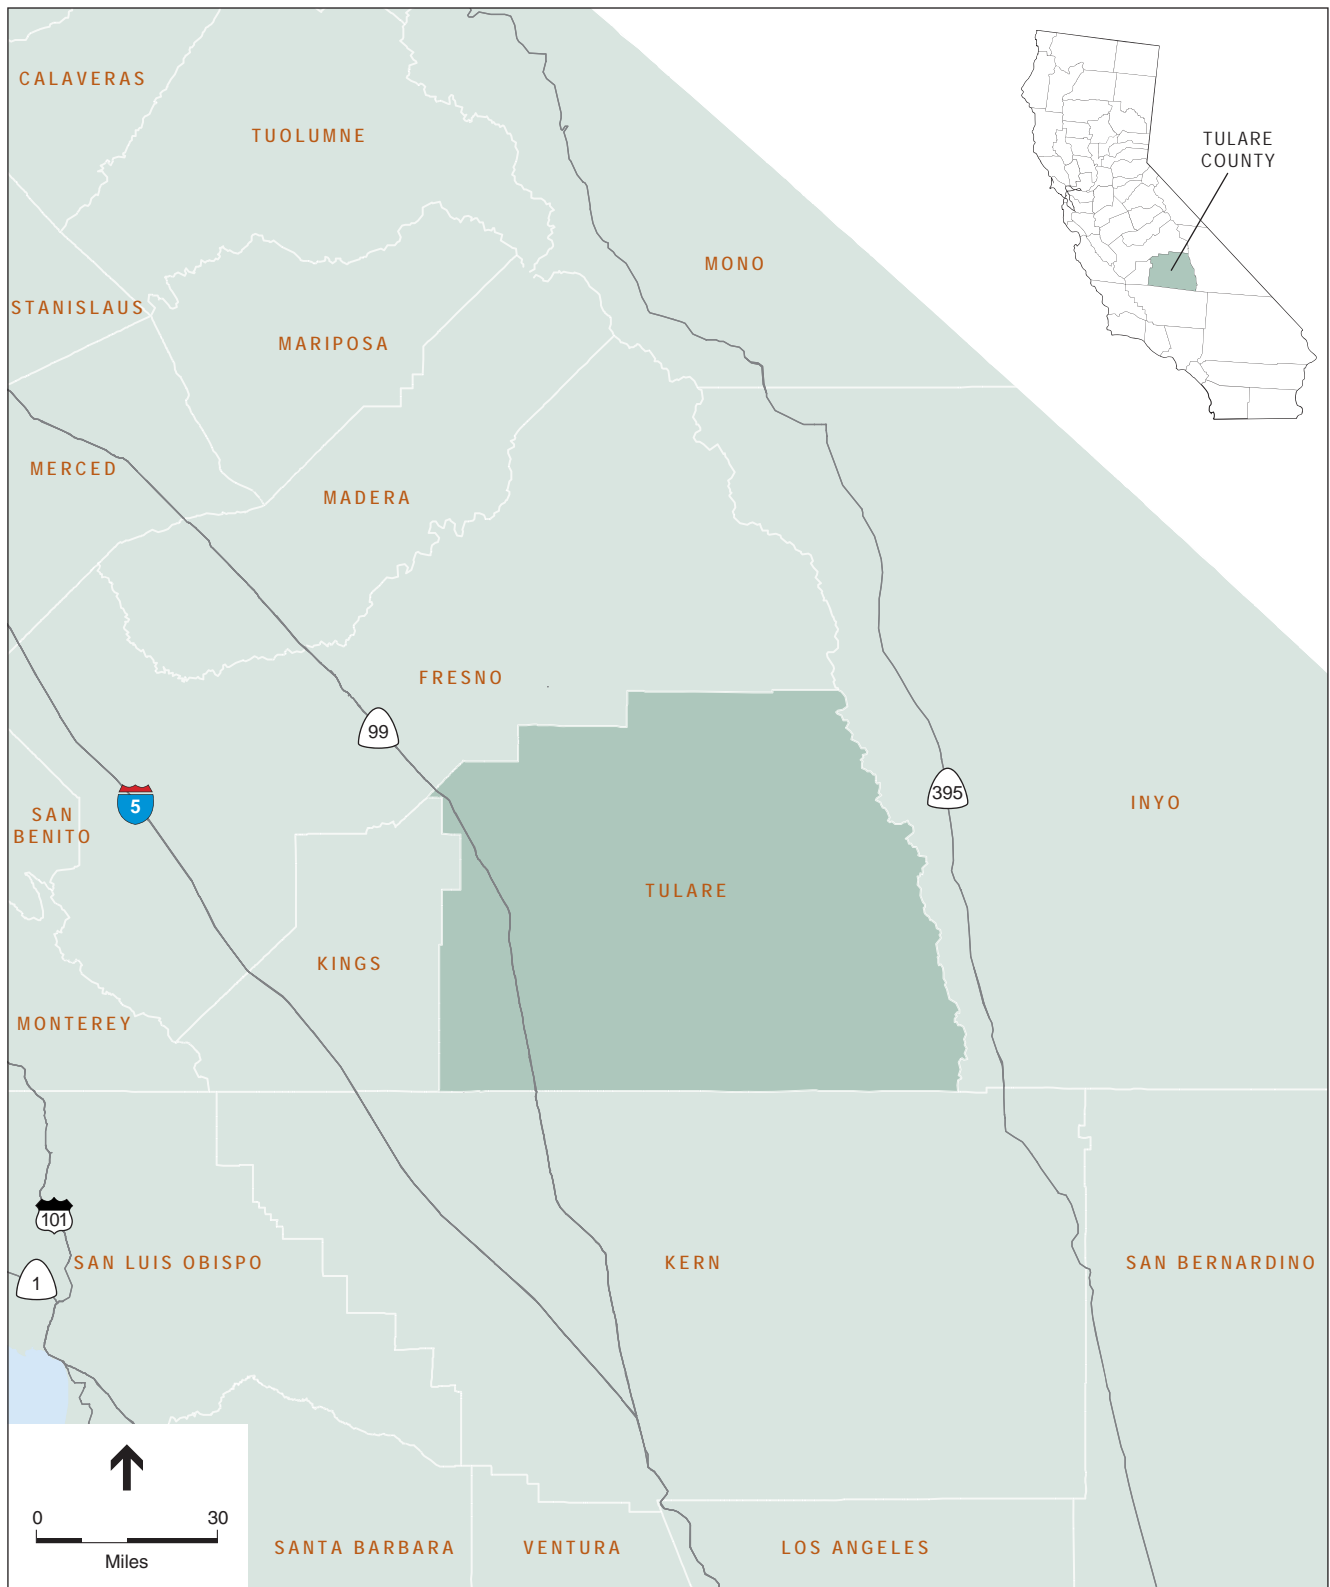 CALAVERAS
TUOLUMNE
TULARE
COUNTY
MONO
STANISLAUS
MARIPOSA
MERCED
MADERA
FRESNO
99
395
5
SAN
BENITO
INYO
TULARE
KINGS
MONTEREY
101
1
SAN LUIS OBISPO
KERN
SAN BERNARDINO
0 30
Miles
SANTA BARBARA
VENTURA
LOS ANGELES